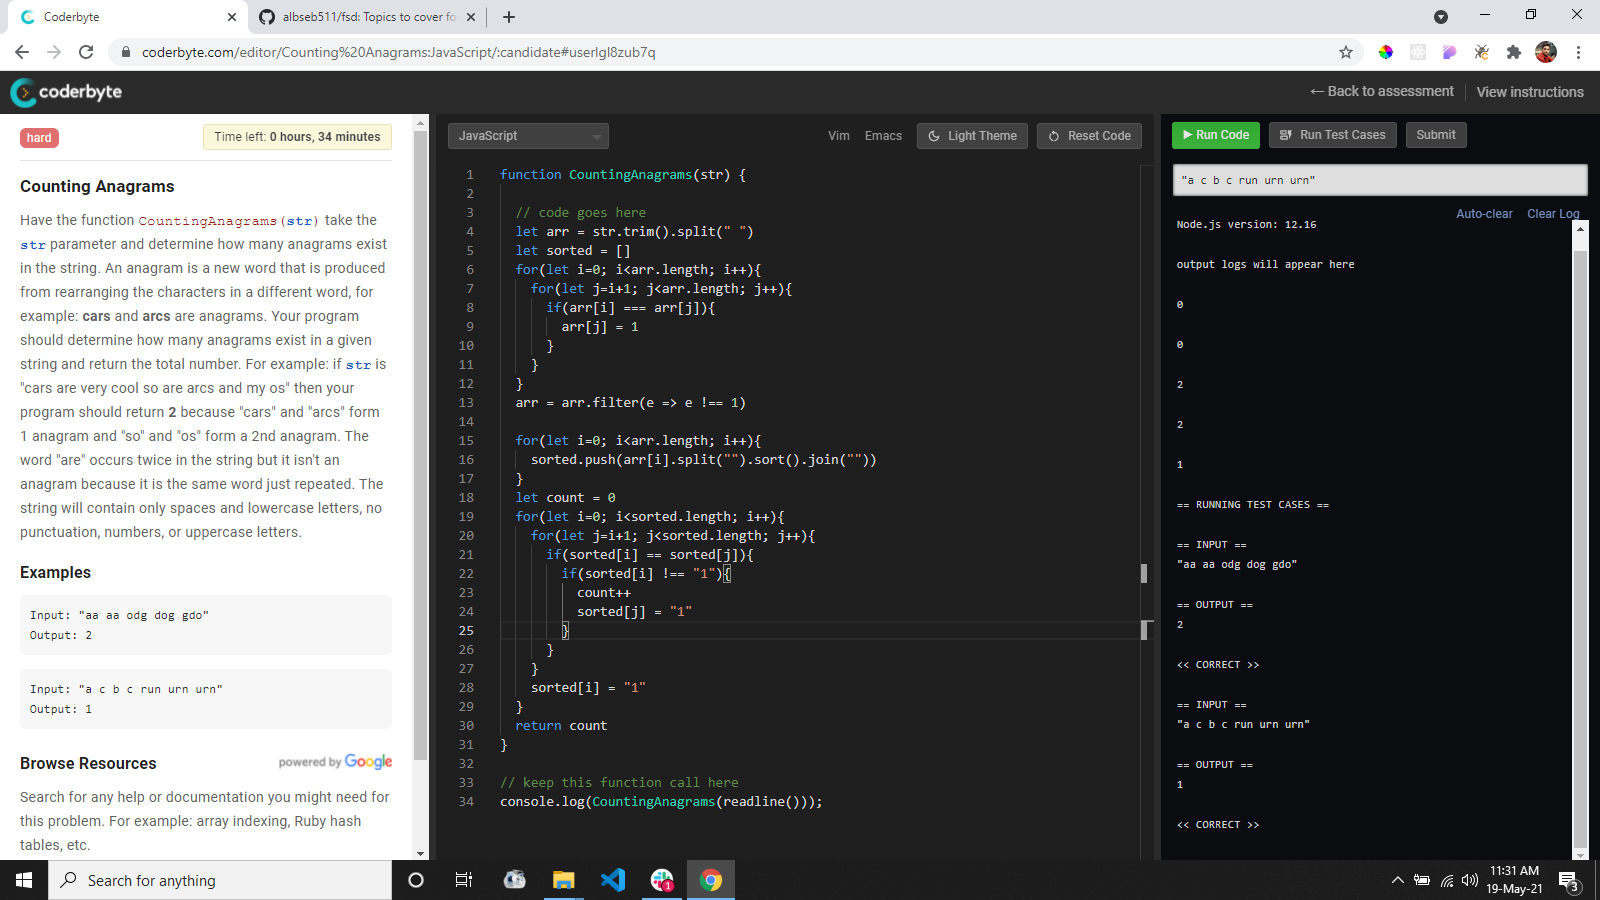 Coderbyte
albseb511/fsd: Topics to cover fo
coderbyte.com/editor/Counting%20Anagrams:JavaScript/:candidate#userIgl8zub7q
coderbyte
← Back to assessment
View instructions
hard
Time left: 0 hours, 34 minutes
Counting Anagrams
Have the function CountingAnagrams(str) take the
str parameter and determine how many anagrams exist
in the string. An anagram is a new word that is produced
from rearranging the characters in a different word, for
example: cars and arcs are anagrams. Your program
should determine how many anagrams exist in a given
string and return the total number. For example: if str is
"cars are very cool so are arcs and my os" then your
program should return 2 because "cars" and "arcs" form
1 anagram and "so" and "os" form a 2nd anagram. The
word "are" occurs twice in the string but it isn't an
anagram because it is the same word just repeated. The
string will contain only spaces and lowercase letters, no
punctuation, numbers, or uppercase letters.
Examples
Input: "aa aa odg dog gdo"
Output: 2
Input: "a c b c run urn urn"
Output: 1
Browse Resources
powered by Google
Search for any help or documentation you might need for
this problem. For example: array indexing, Ruby hash
tables, etc.
JavaScript
Vim
Emacs
Light Theme
Reset Code
1 function CountingAnagrams(str) {
2
3 // code goes here
4 let arr = str.trim().split(" ")
5 let sorted = []
6 for(let i=0; i<arr.length; i++){
7 for(let j=i+1; j<arr.length; j++){
8 if(arr[i] === arr[j]){
9 arr[j] = 1
10 }
11 }
12 }
13 arr = arr.filter(e => e !== 1)
14
15 for(let i=0; i<arr.length; i++){
16 sorted.push(arr[i].split("").sort().join(""))
17 }
18 let count = 0
19 for(let i=0; i<sorted.length; i++){
20 for(let j=i+1; j<sorted.length; j++){
21 if(sorted[i] == sorted[j]){
22 if(sorted[i] !== "1"){
23 count++
24 sorted[j] = "1"
25 }
26 }
27 }
28 sorted[i] = "1"
29 }
30 return count
31 }
32
33 // keep this function call here
34 console.log(CountingAnagrams(readline()));
Run Code
Run Test Cases
Submit
"a c b c run urn urn"
Auto-clear
Clear Log
Node.js version: 12.16
output logs will appear here
0
0
2
2
1
== RUNNING TEST CASES ==
== INPUT ==
"aa aa odg dog gdo"
== OUTPUT ==
2
<< CORRECT >>
== INPUT ==
"a c b c run urn urn"
== OUTPUT ==
1
<< CORRECT >>
Search for anything
1
11:31 AM
19-May-21
3